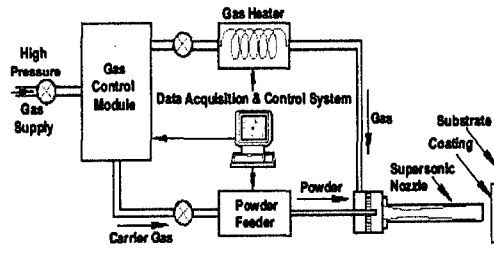 Gas Heater
High
Pressure
Gas
Supply
Gas
Control
Module
Data Acquisition & Control System
Gas
Substrate
Coating
Supersonic
Nozzle
Powder
Powder
Feeder
Carrier Gas